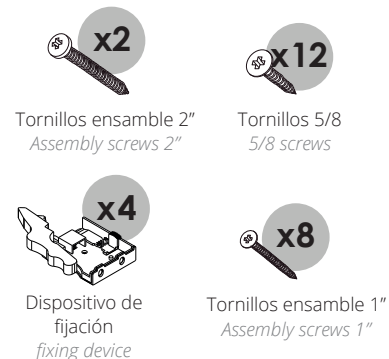 x2
Tornillos ensamble 2”
Assembly screws 2”
x12
Tornillos 5/8
5/8 screws
x4
Dispositivo de
fijación
fixing device
x8
Tornillos ensamble 1”
Assembly screws 1”